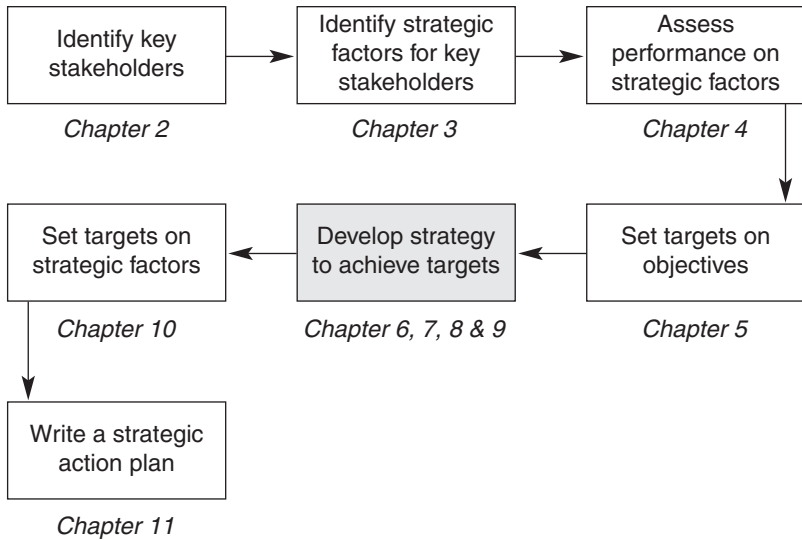 Identify key
stakeholders
Chapter 2
Identify strategic
factors for key
stakeholders
Chapter 3
Assess
performance on
strategic factors
Chapter 4
Set targets on
objectives
Chapter 5
Develop strategy
to achieve targets
Chapter 6, 7, 8 & 9
Set targets on
strategic factors
Chapter 10
Write a strategic
action plan
Chapter 11